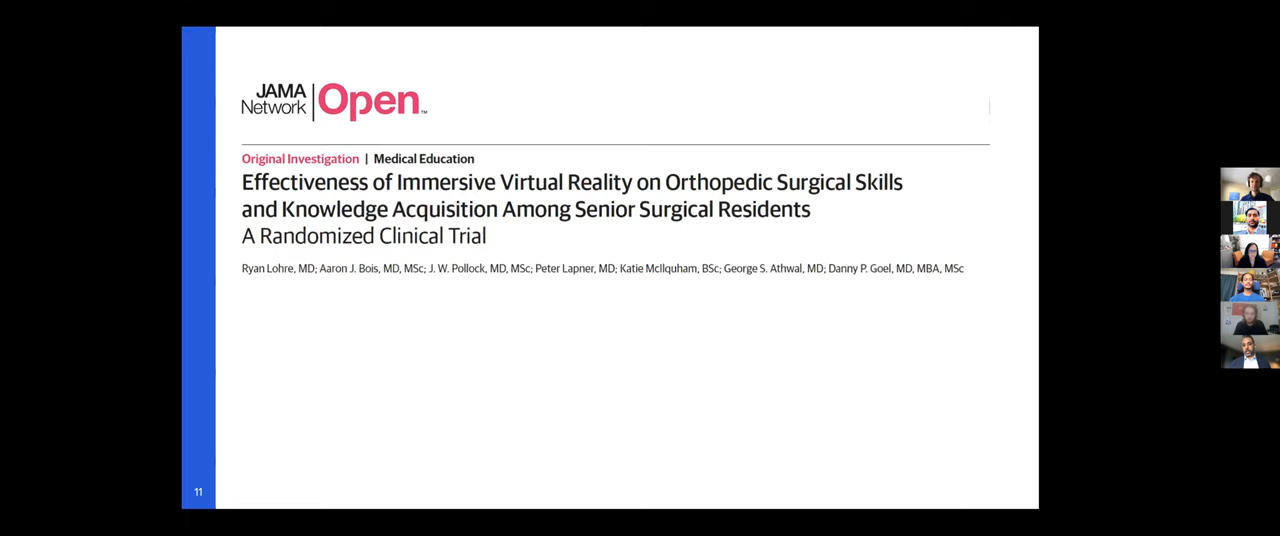 JAMA
Network
Open™
Original Investigation | Medical Education
Effectiveness of Immersive Virtual Reality on Orthopedic Surgical Skills
and Knowledge Acquisition Among Senior Surgical Residents
A Randomized Clinical Trial
Ryan Lohre, MD; Aaron J. Bois, MD, MSc; J. W. Pollock, MD, MSc; Peter Lapner, MD; Katie McIlquham, BSc; George S. Athwal, MD; Danny P. Goel, MD, MBA, MSc
11